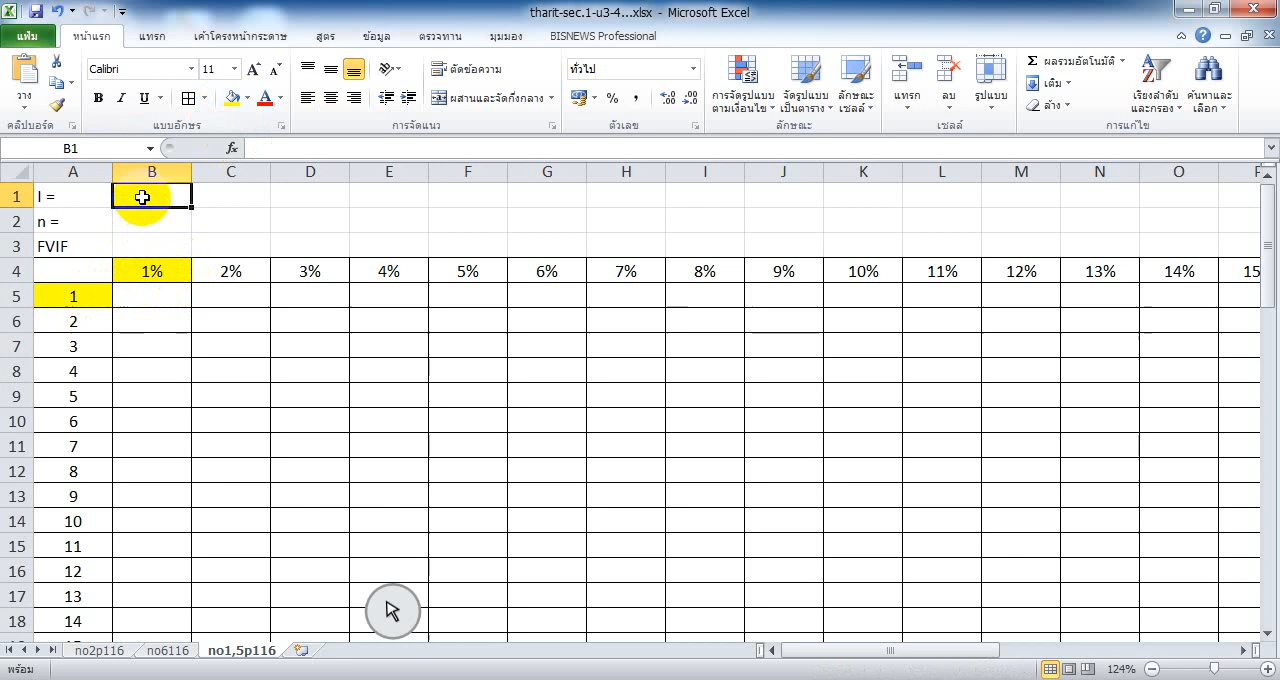 tharit-sec.1-u3-4...xlsx - Microsoft Excel
แฟ้ม หน้าแรก แทรก เค้าโครงหน้ากระดาษ สูตร ข้อมูล ตรวจทาน มุมมอง BISNEWS Professional
วาง
Calibri 11
B I U
ตัดข้อความ
ผสานและจัดกึ่งกลาง
ทั่วไป
%
การจัดรูปแบบ ตามเงื่อนไข
จัดรูปแบบ เป็นตาราง
ลักษณะ เซลล์
แทรก ลบ รูปแบบ
Σ ผลรวมอัตโนมัติ
เติม
ล้าง
เรียงลำดับ และกรอง
ค้นหาและ เลือก
คลิปบอร์ด แบบอักษร การจัดแนว ตัวเลข ลักษณะ เซลล์ การแก้ไข
B1 fx
A B C D E F G H I J K L M N O P
1 I =
2 n =
3 FVIF
4 1% 2% 3% 4% 5% 6% 7% 8% 9% 10% 11% 12% 13% 14% 15
5 1
6 2
7 3
8 4
9 5
10 6
11 7
12 8
13 9
14 10
15 11
16 12
17 13
18 14
no2p116 no6116 no1,5p116
พร้อม 124%